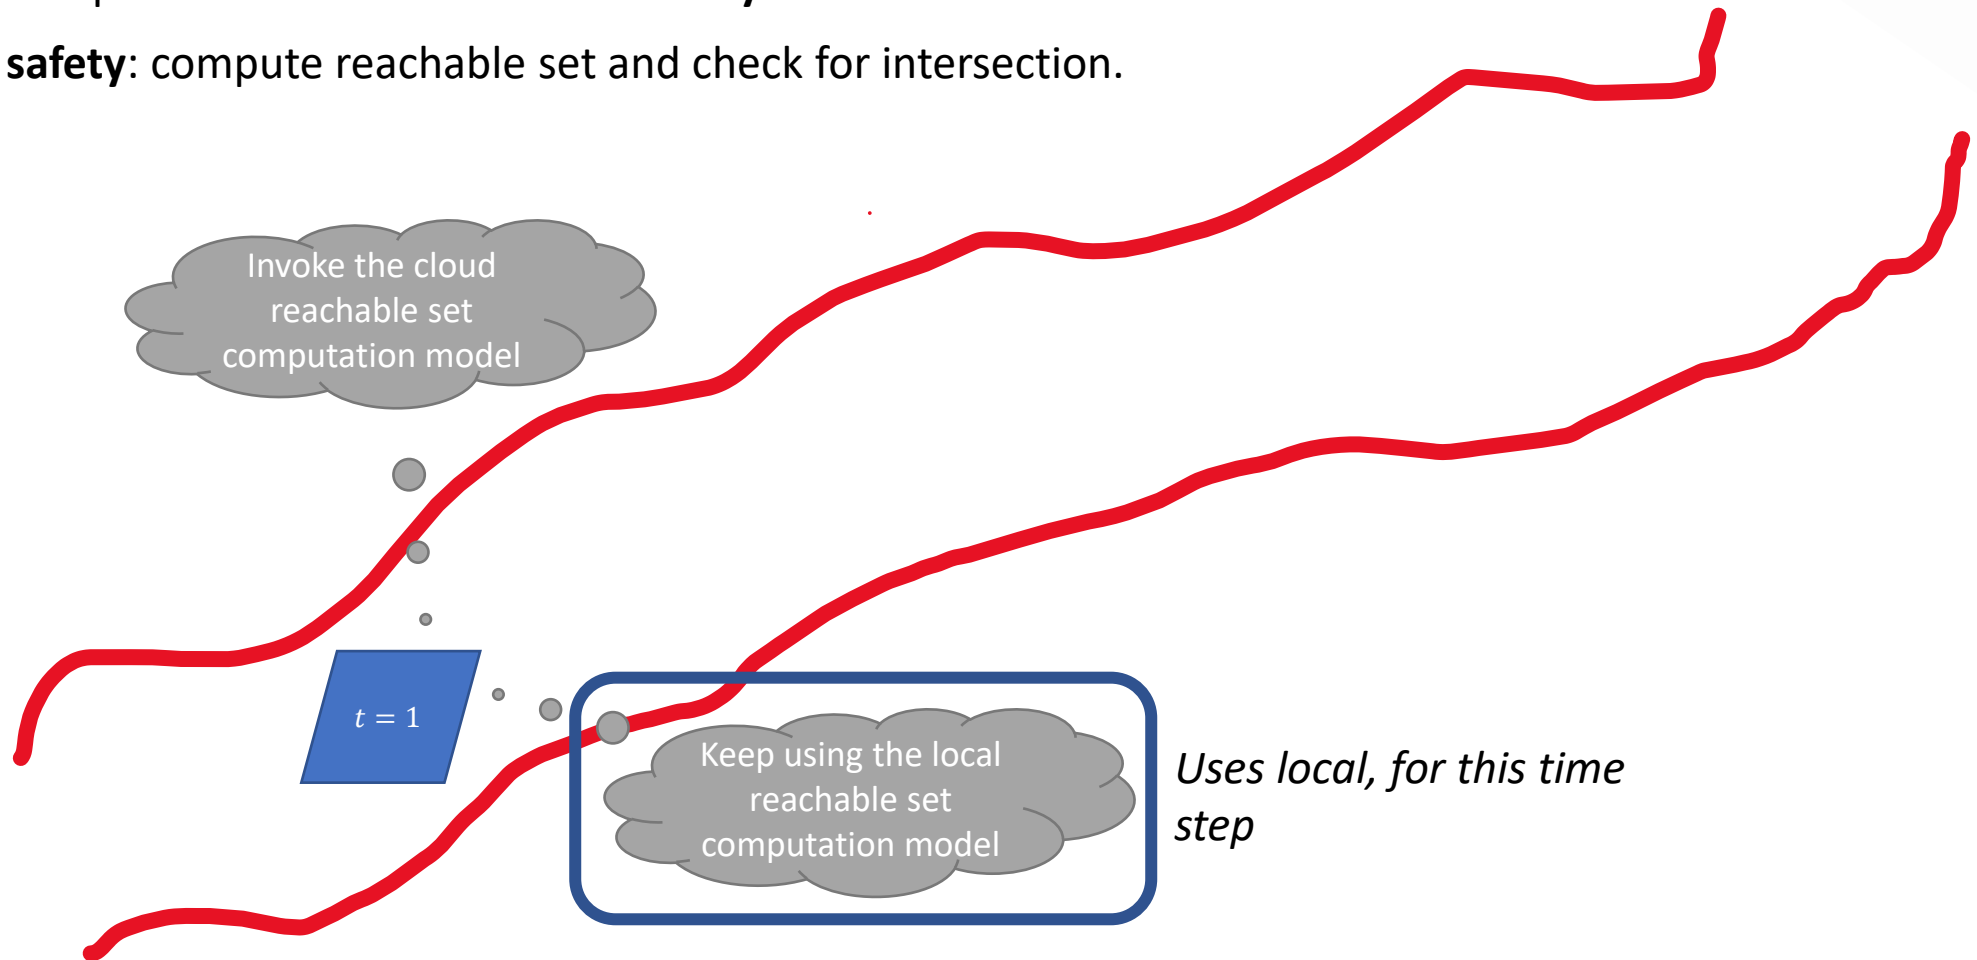 safety: compute reachable set and check for intersection.
Invoke the cloud
reachable set
computation model
t = 1
Keep using the local
reachable set
computation model
Uses local, for this time
step